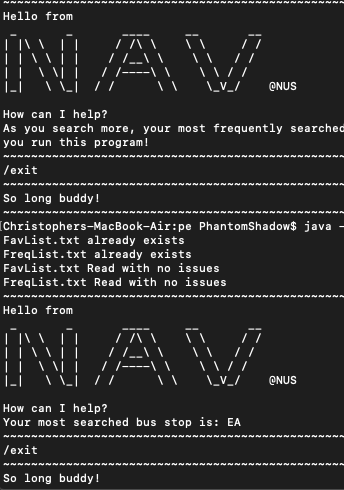 ~~~~~~~~~~~~~~~~~~~~~~~~~~~~~~~~~~~~~~~~~~~~~~~~~
Hello from
NAV @NUS
How can I help?
As you search more, your most frequently searched
you run this program!
~~~~~~~~~~~~~~~~~~~~~~~~~~~~~~~~~~~~~~~~~~~~~~~~~
/exit
~~~~~~~~~~~~~~~~~~~~~~~~~~~~~~~~~~~~~~~~~~~~~~~~~
So long buddy!
~~~~~~~~~~~~~~~~~~~~~~~~~~~~~~~~~~~~~~~~~~~~~~~~~
[Christophers-MacBook-Air:pe PhantomShadow$ java -
FavList.txt already exists
FreqList.txt already exists
FavList.txt Read with no issues
FreqList.txt Read with no issues
~~~~~~~~~~~~~~~~~~~~~~~~~~~~~~~~~~~~~~~~~~~~~~~~~
Hello from
NAV @NUS
How can I help?
Your most searched bus stop is: EA
~~~~~~~~~~~~~~~~~~~~~~~~~~~~~~~~~~~~~~~~~~~~~~~~~
/exit
~~~~~~~~~~~~~~~~~~~~~~~~~~~~~~~~~~~~~~~~~~~~~~~~~
So long buddy!